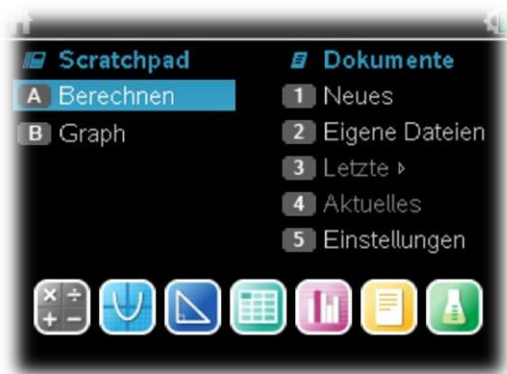 Scratchpad
A Berechnen
B Graph
Dokumente
1 Neues
2 Eigene Dateien
3 Letzte ▹
4 Aktuelles
5 Einstellungen